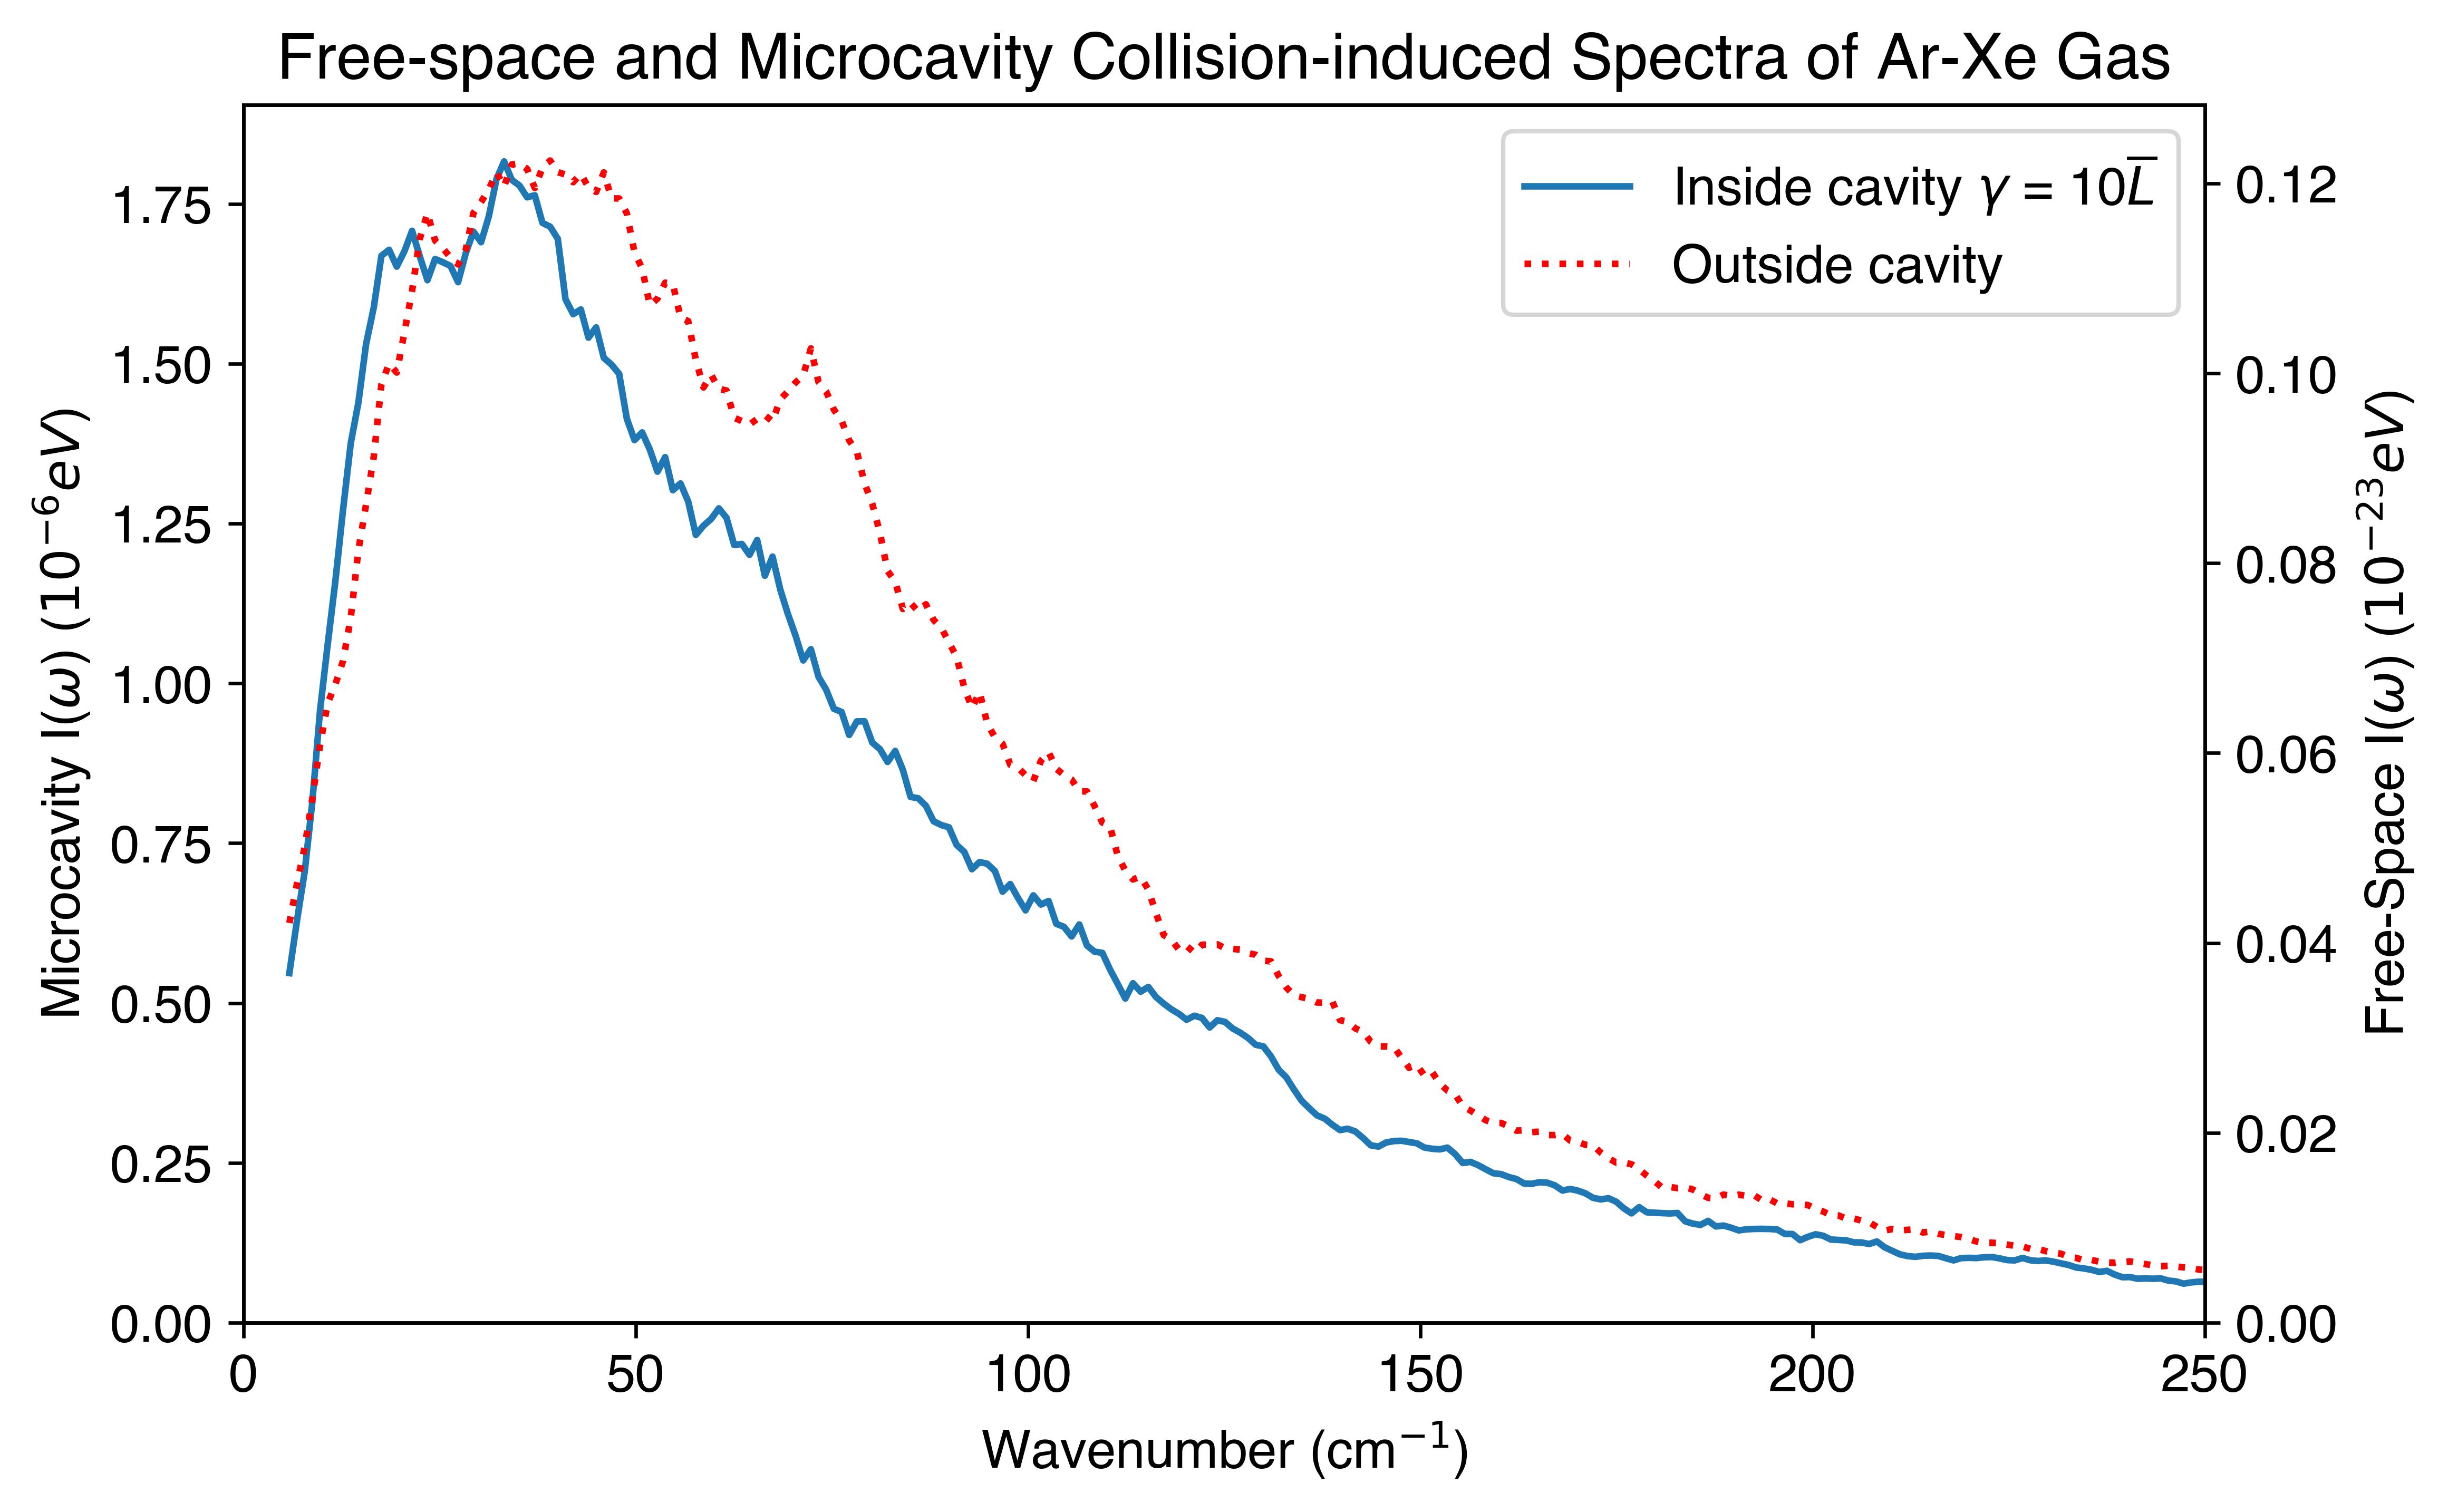 Free-space and Microcavity Collision-induced Spectra of Ar-Xe Gas
Inside cavity γ = 10L̅
Outside cavity
Microcavity I(ω) (10⁻⁶eV)
1.75
1.50
1.25
1.00
0.75
0.50
0.25
0.00
0.12
0.10
0.08
0.06
0.04
0.02
0.00
Free-Space I(ω) (10⁻²³eV)
0 50 100 150 200 250
Wavenumber (cm⁻¹)